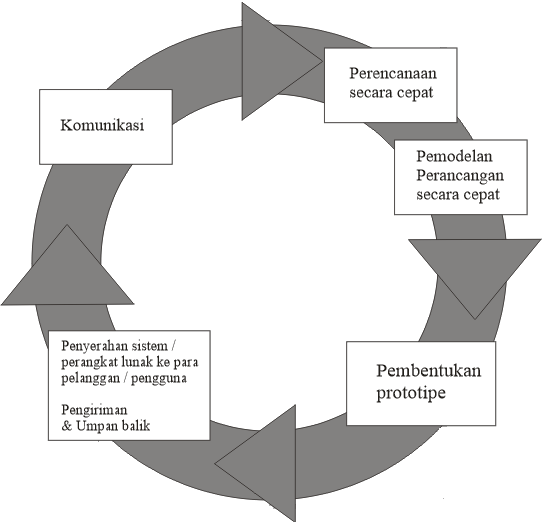 Komunikasi
Perencanaan
secara cepat
Pemodelan
Perancangan
secara cepat
Pembentukan
prototipe
Penyerahan sistem /
perangkat lunak ke para
pelanggan / pengguna
Pengiriman
& Umpan balik